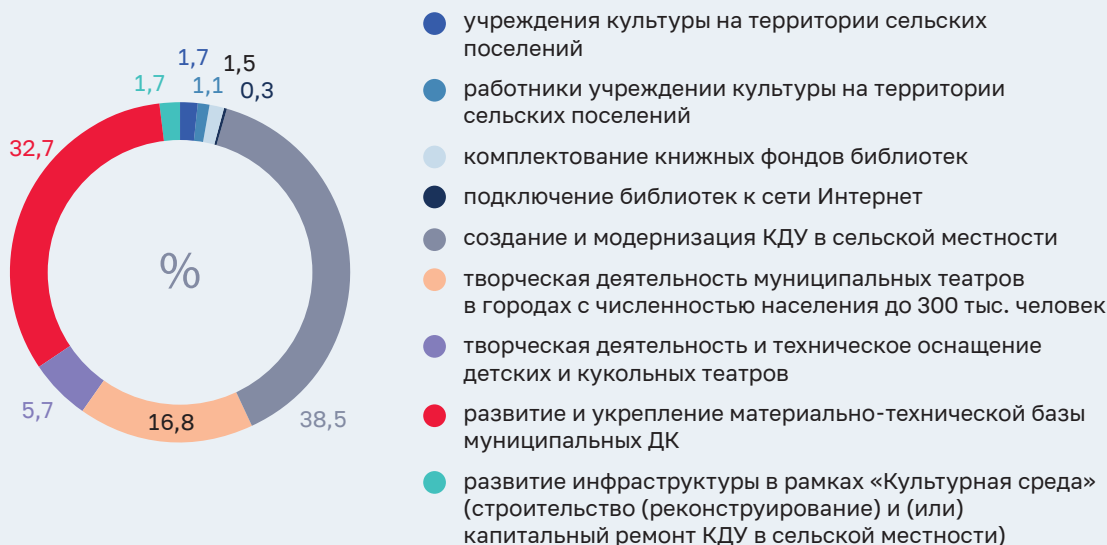 1,7
1,5
1,7
1,1
0,3
32,7
%
5,7
16,8
38,5
учреждения культуры на территории сельских
поселений
работники учреждении культуры на территории
сельских поселений
комплектование книжных фондов библиотек
подключение библиотек к сети Интернет
создание и модернизация КДУ в сельской местности
творческая деятельность муниципальных театров
в городах с численностью населения до 300 тыс. человек
творческая деятельность и техническое оснащение
детских и кукольных театров
развитие и укрепление материально-технической базы
муниципальных ДК
развитие инфраструктуры в рамках «Культурная среда»
(строительство (реконструирование) и (или)
капитальный ремонт КДУ в сельской местности)